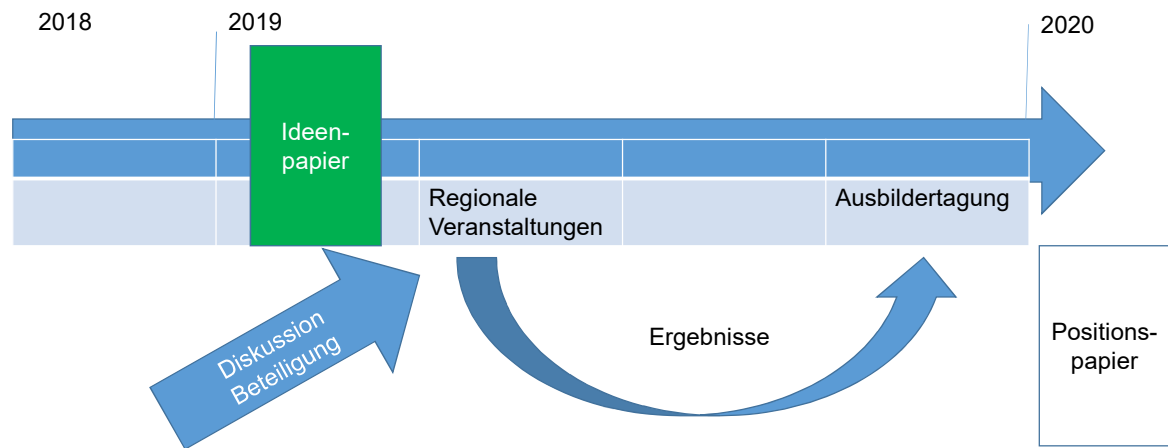 2018
2019
2020
Ideen-
papier
Regionale
Veranstaltungen
Ausbildertagung
Diskussion
Beteiligung
Ergebnisse
Positions-
papier